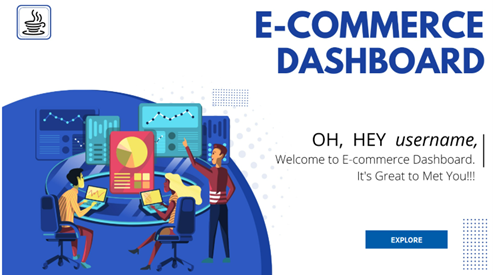 E-COMMERCE
DASHBOARD
OH, HEY username,
Welcome to E-commerce Dashboard.
It's Great to Met You!!!
EXPLORE